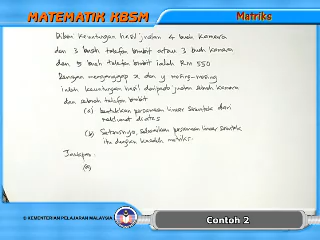 MATEMATIK KBSM
Matriks
Diberi keuntungan hasil jualan 4 buah kamera
dan 3 buah telefon bimbit atau 3 buah kamera
dan 5 buah telefon bimbit ialah RM 550
Dengan menganggap x dan y masing-masing
ialah keuntungan hasil daripada jualan sebuah kamera
dan sebuah telefon bimbit
(a) bentukkan persamaan linear serentak dari
maklumat di atas
(b) Seterusnya, selesaikan persamaan linear serentak
itu dengan kaedah matriks.
Jawapan
(a)
© KEMENTERIAN PELAJARAN MALAYSIA
Contoh 2